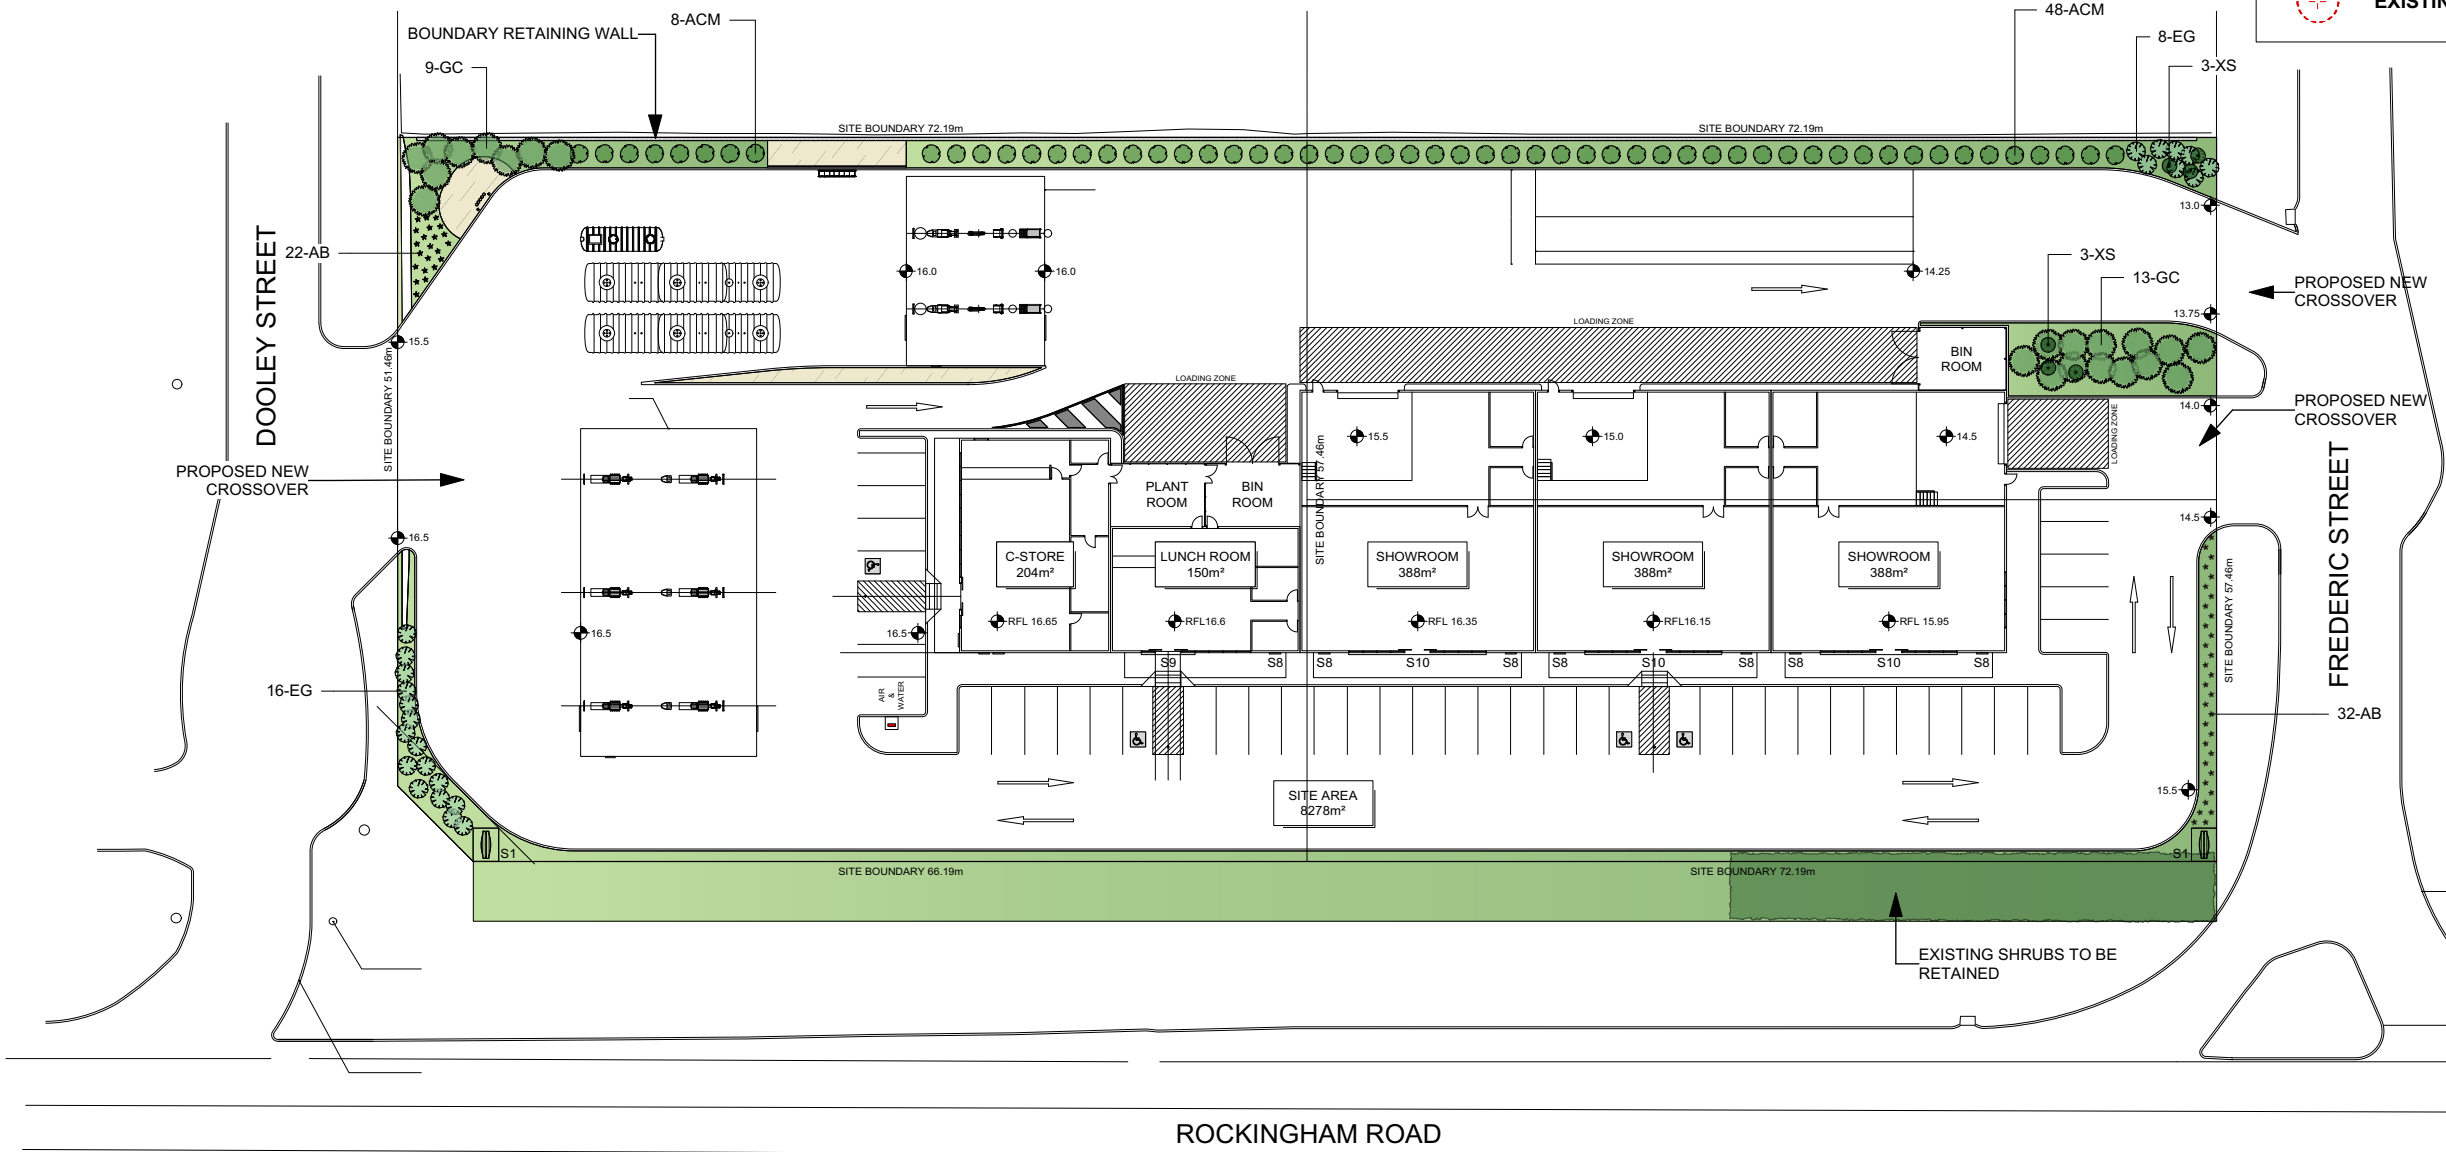 48-ACM
EXISTIN
8-ACM
BOUNDARY RETAINING WALL
9-GC
8-EG
3-XS
SITE BOUNDARY 72.19m
SITE BOUNDARY 72.19m
13.0
22-AB
DOOLEY STREET
16.0
16.0
14.25
3-XS
13-GC
PROPOSED NEW
CROSSOVER
13.75
LOADING ZONE
15.5
SITE BOUNDARY 51.46m
BIN
ROOM
LOADING ZONE
14.0
PROPOSED NEW
CROSSOVER
LOADING ZONE
15.5
15.0
14.5
SITE BOUNDARY 57.46m
PROPOSED NEW
CROSSOVER
PLANT
ROOM
BIN
ROOM
14.5
16.5
FREDERIC STREET
C-STORE
204m²
LUNCH ROOM
150m²
SHOWROOM
388m²
SHOWROOM
388m²
SHOWROOM
388m²
SITE BOUNDARY 57.46m
16.5
16.5
RFL 16.65
RFL16.6
RFL 16.35
RFL16.15
RFL 15.95
S9
S8
S8
S10
S8
S8
S10
S8
S8
S10
S8
16-EG
AIR
&
WATER
32-AB
SITE AREA
8278m²
15.5
S1
S1
SITE BOUNDARY 66.19m
SITE BOUNDARY 72.19m
EXISTING SHRUBS TO BE
RETAINED
ROCKINGHAM ROAD